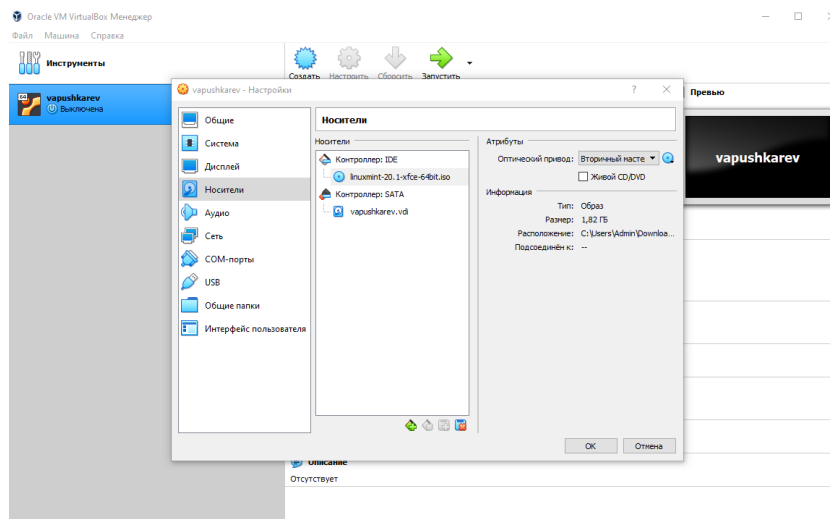 Oracle VM VirtualBox Менеджер
Файл Машина Справка
Инструменты
Создать Настроить Сбросить Запустить
64
vapushkarev
Выключена
Превью
vapushkarev
vapushkarev - Настройки
?
Общие
Система
Дисплей
Носители
Аудио
Сеть
COM-порты
USB
Общие папки
Интерфейс пользователя
Носители
Носители
Контроллер: IDE
linuxmint-20.1-xfce-64bit.iso
Контроллер: SATA
vapushkarev.vdi
Атрибуты
Оптический привод: Вторичный масте
Живой CD/DVD
Информация
Тип: Образ
Размер: 1,82 ГБ
Расположение: C:\Users\Admin\Downloa...
Подсоединён к: --
OK Отмена
Описание
Отсутствует